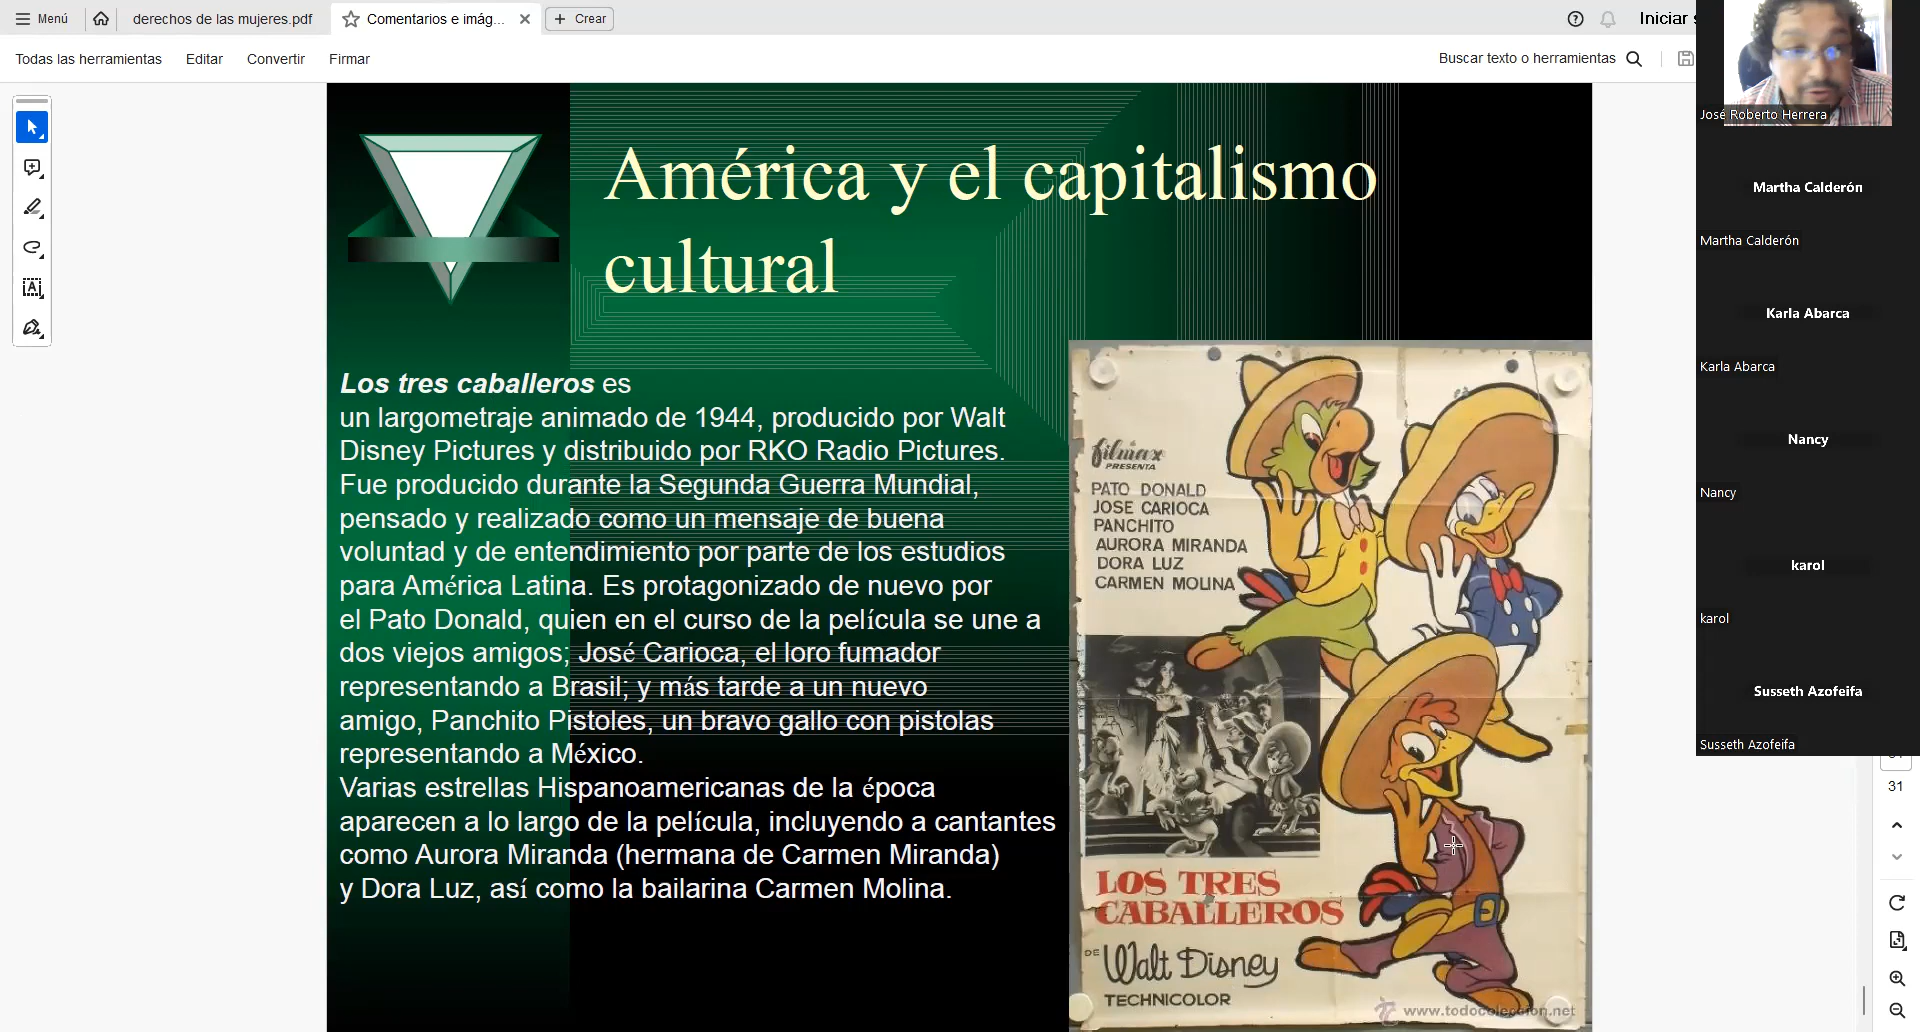 Menú
derechos de las mujeres.pdf
Comentarios e imág...
Crear
Iniciar s
Todas las herramientas
Editar
Convertir
Firmar
Buscar texto o herramientas
América y el capitalismo
cultural
Los tres caballeros es
un largometraje animado de 1944, producido por Walt
Disney Pictures y distribuido por RKO Radio Pictures.
Fue producido durante la Segunda Guerra Mundial,
pensado y realizado como un mensaje de buena
voluntad y de entendimiento por parte de los estudios
para América Latina. Es protagonizado de nuevo por
el Pato Donald, quien en el curso de la película se une a
dos viejos amigos; José Carioca, el loro fumador
representando a Brasil; y más tarde a un nuevo
amigo, Panchito Pistoles, un bravo gallo con pistolas
representando a México.
Varias estrellas Hispanoamericanas de la época
aparecen a lo largo de la película, incluyendo a cantantes
como Aurora Miranda (hermana de Carmen Miranda)
y Dora Luz, así como la bailarina Carmen Molina.
filmax
PRESENTA
PATO DONALD
JOSE CARIOCA
PANCHITO
AURORA MIRANDA
DORA LUZ
CARMEN MOLINA
LOS TRES
CABALLEROS
DE Walt Disney
TECHNICOLOR
www.todocoleccion.net
José Roberto Herrera
Martha Calderón
Martha Calderón
Karla Abarca
Karla Abarca
Nancy
Nancy
karol
karol
Susseth Azofeifa
Susseth Azofeifa
31